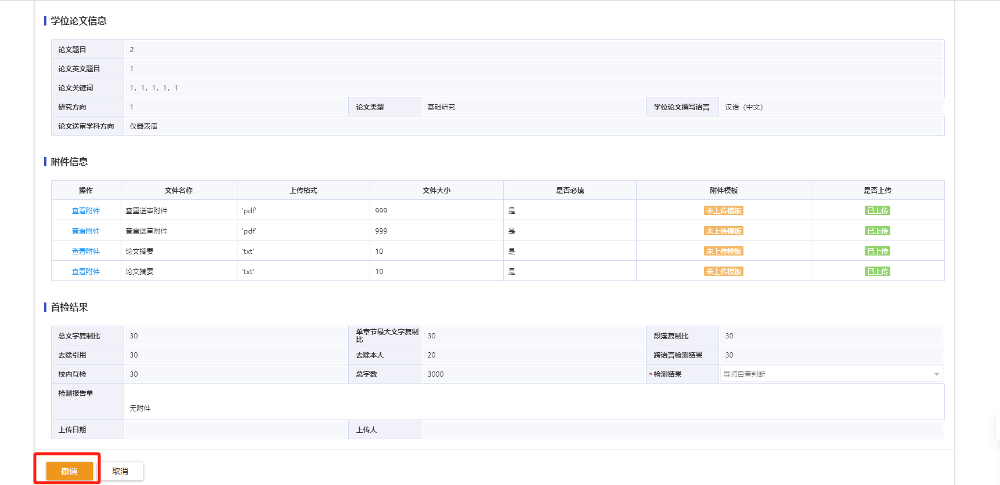 学位论文信息
论文题目 2
论文英文题目 1
论文关键词 1, 1, 1, 1, 1
研究方向 1 论文类型 基础研究 学位论文撰写语言 汉语（中文）
论文送审学科方向 仪器表演
附件信息
操作 文件名称 上传格式 文件大小 是否必填 附件模板 是否上传
查看附件 查重送审附件 'pdf' 999 是 未上传模板 已上传
查看附件 查重送审附件 'pdf' 999 是 未上传模板 已上传
查看附件 论文摘要 'txt' 10 是 未上传模板 已上传
查看附件 论文摘要 'txt' 10 是 未上传模板 已上传
首检结果
总文字复制比 30 单章节最大文字复制比 30 段落复制比 30
去除引用 30 去除本人 20 跨语言检测结果 30
校内互检 30 总字数 3000 *检测结果 导师自查判断
检测报告单
无附件
上传日期 上传人
撤销 取消